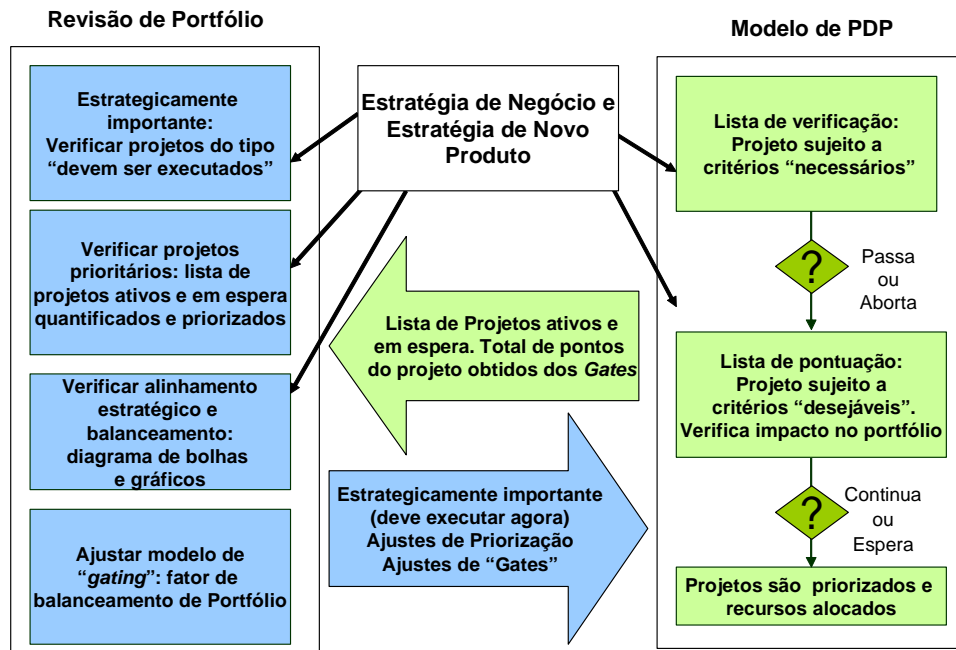 Revisão de Portfólio
Estrategicamente
importante:
Verificar projetos do tipo
“devem ser executados”
Verificar projetos
prioritários: lista de
projetos ativos e em espera
quantificados e priorizados
Verificar alinhamento
estratégico e
balanceamento:
diagrama de bolhas
e gráficos
Ajustar modelo de
“gating”: fator de
balanceamento de Portfólio
Estratégia de Negócio e
Estratégia de Novo
Produto
Lista de Projetos ativos e
em espera. Total de pontos
do projeto obtidos dos Gates
Estrategicamente importante
(deve executar agora)
Ajustes de Priorização
Ajustes de “Gates”
Modelo de PDP
Lista de verificação:
Projeto sujeito a
critérios “necessários”
?
Passa
ou
Aborta
Lista de pontuação:
Projeto sujeito a
critérios “desejáveis”.
Verifica impacto no portfólio
?
Continua
ou
Espera
Projetos são priorizados e
recursos alocados